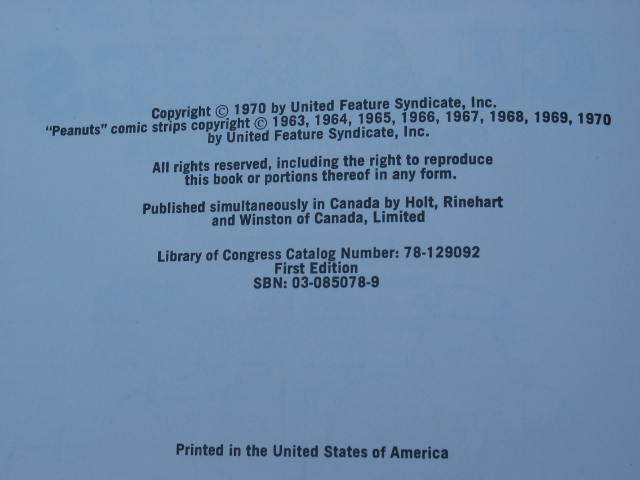 Copyright © 1970 by United Feature Syndicate, Inc.
"Peanuts" comic strips copyright © 1963, 1964, 1965, 1966, 1967, 1968, 1969, 1970
by United Feature Syndicate, Inc.
All rights reserved, including the right to reproduce
this book or portions thereof in any form.
Published simultaneously in Canada by Holt, Rinehart
and Winston of Canada, Limited
Library of Congress Catalog Number: 78-129092
First Edition
SBN: 03-085078-9
Printed in the United States of America